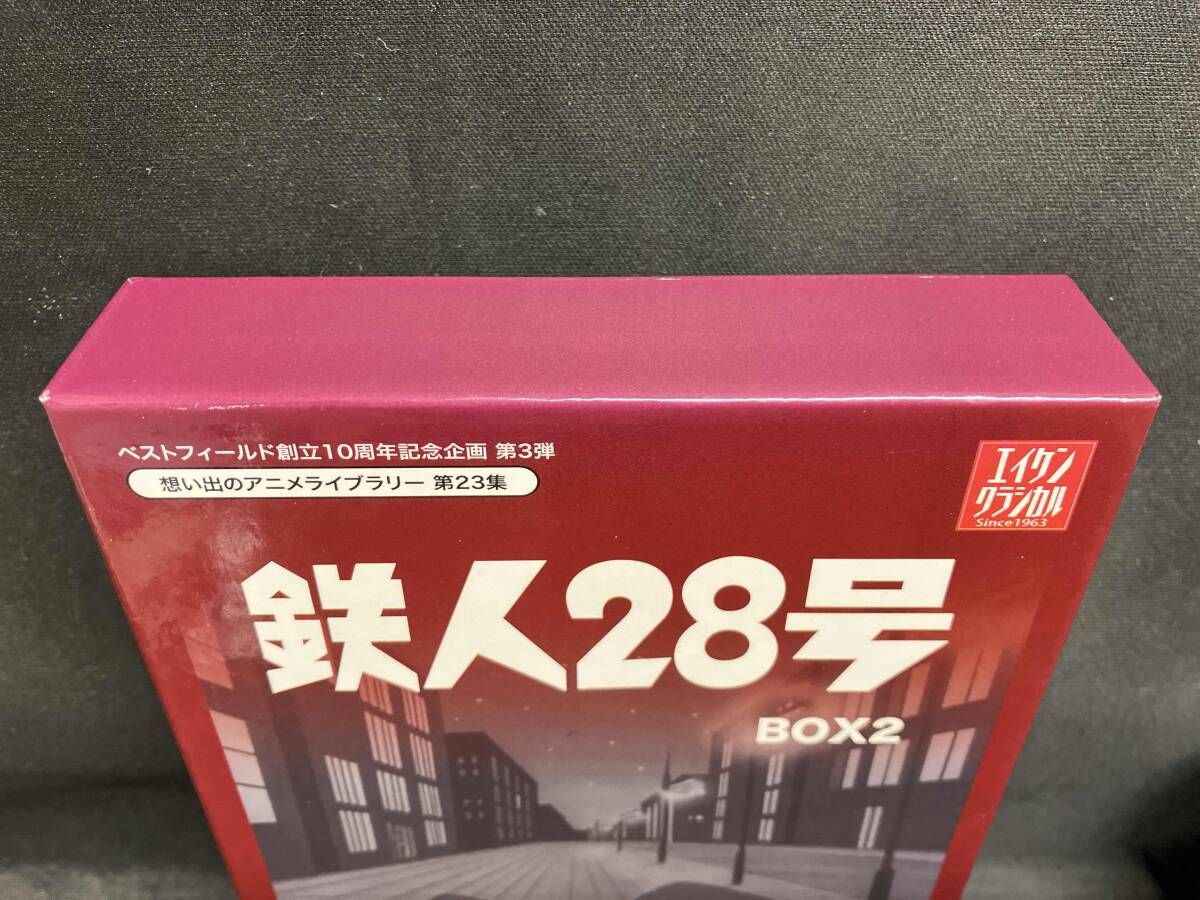 ベストフィールド創立10周年記念企画 第3弾
想い出のアニメライブラリー 第23集
エイケン
クラシカル
Since1963
鉄人28号
BOX2